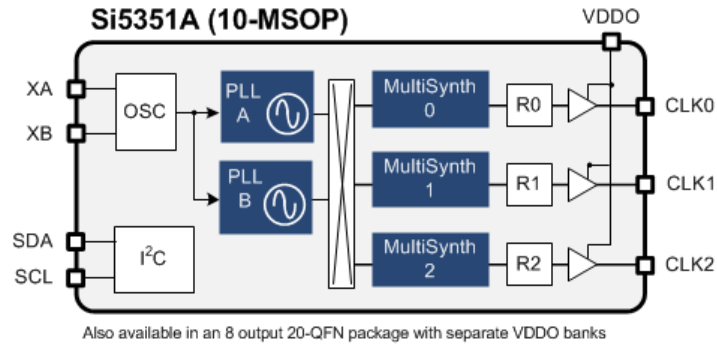 Si5351A (10-MSOP)
VDDO
XA
XB
OSC
PLL
A
PLL
B
MultiSynth
0
R0
CLK0
MultiSynth
1
R1
CLK1
MultiSynth
2
R2
CLK2
SDA
SCL
I²C
Also available in an 8 output 20-QFN package with separate VDDO banks